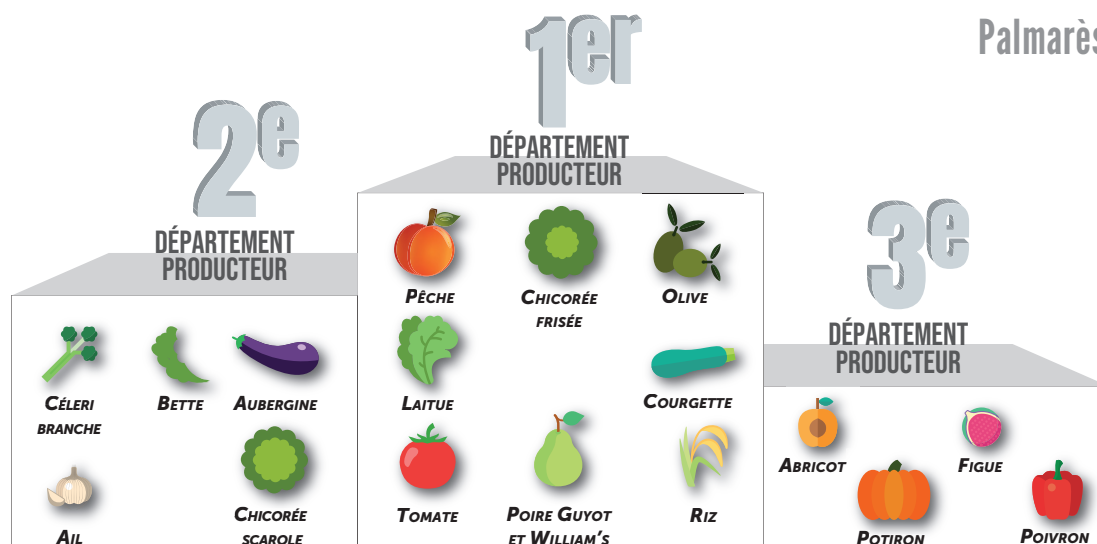 Palmarès
1er
DÉPARTEMENT
PRODUCTEUR
PÊCHE
CHICORÉE
FRISÉE
OLIVE
LAITUE
COURGETTE
TOMATE
POIRE GUYOT
ET WILLIAM'S
RIZ
2e
DÉPARTEMENT
PRODUCTEUR
CÉLERI
BRANCHE
BETTE
AUBERGINE
AIL
CHICORÉE
SCAROLE
3e
DÉPARTEMENT
PRODUCTEUR
ABRICOT
FIGUE
POTIRON
POIVRON